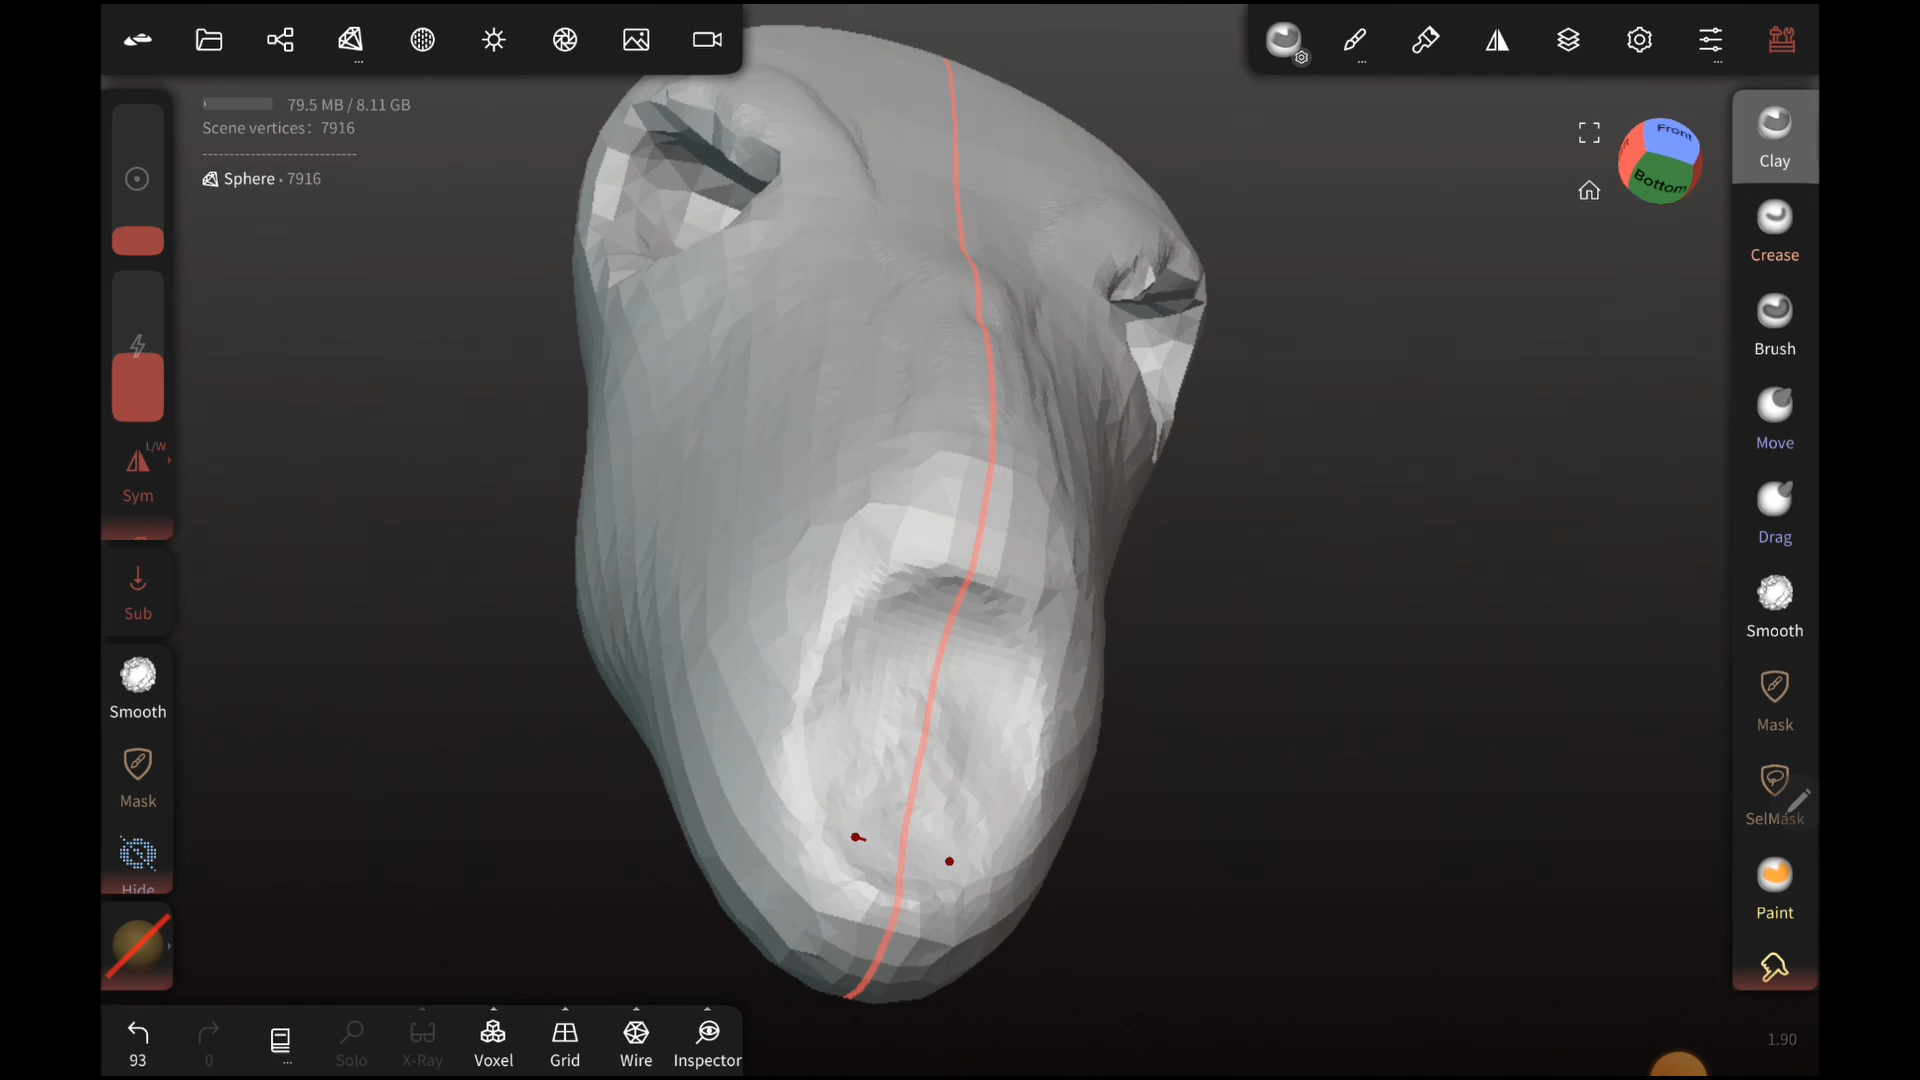 79.5 MB / 8.11 GB
Scene vertices: 7916
Sphere • 7916
Front
Bottom
L/W
Sym
Sub
Smooth
Mask
Hide
Clay
Crease
Brush
Move
Drag
Smooth
Mask
SelMask
Paint
93
0
Solo
X-Ray
Voxel
Grid
Wire
Inspector
1.90